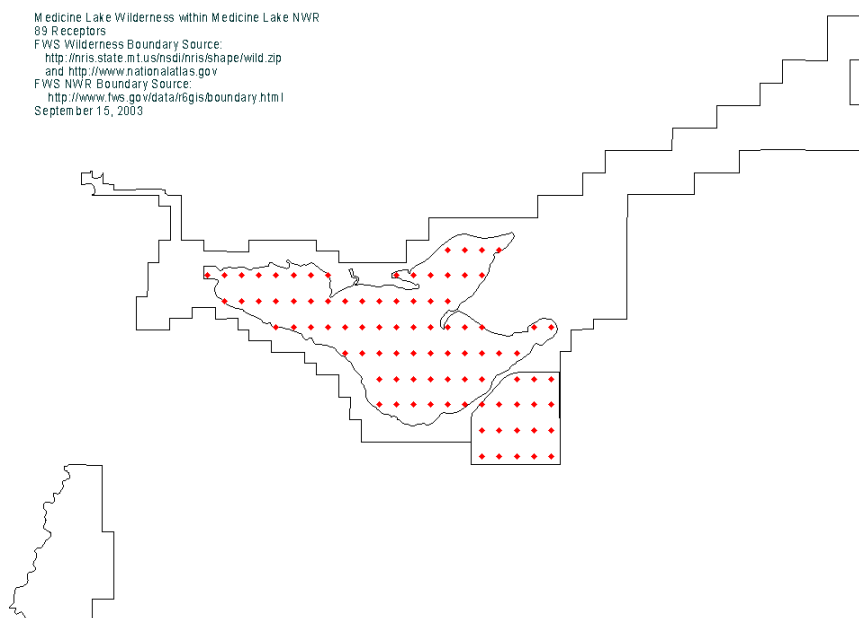 Medicine Lake Wilderness within Medicine Lake NWR
89 Receptors
FWS Wilderness Boundary Source:
http://nris.state.mt.us/nsdi/nris/shape/wild.zip
and http://www.nationalatlas.gov
FWS NWR Boundary Source:
http://www.fws.gov/data/r6gis/boundary.html
September 15, 2003